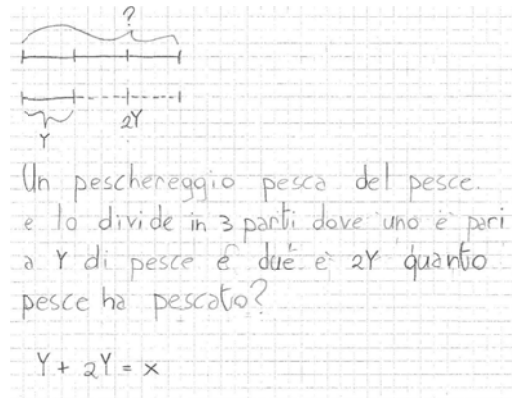 ?
Y
2Y
Un peschereggio pesca del pesce.
e lo divide in 3 parti dove uno è pari
a Y di pesce e due è 2Y quanto
pesce ha pescato?
Y + 2Y = x